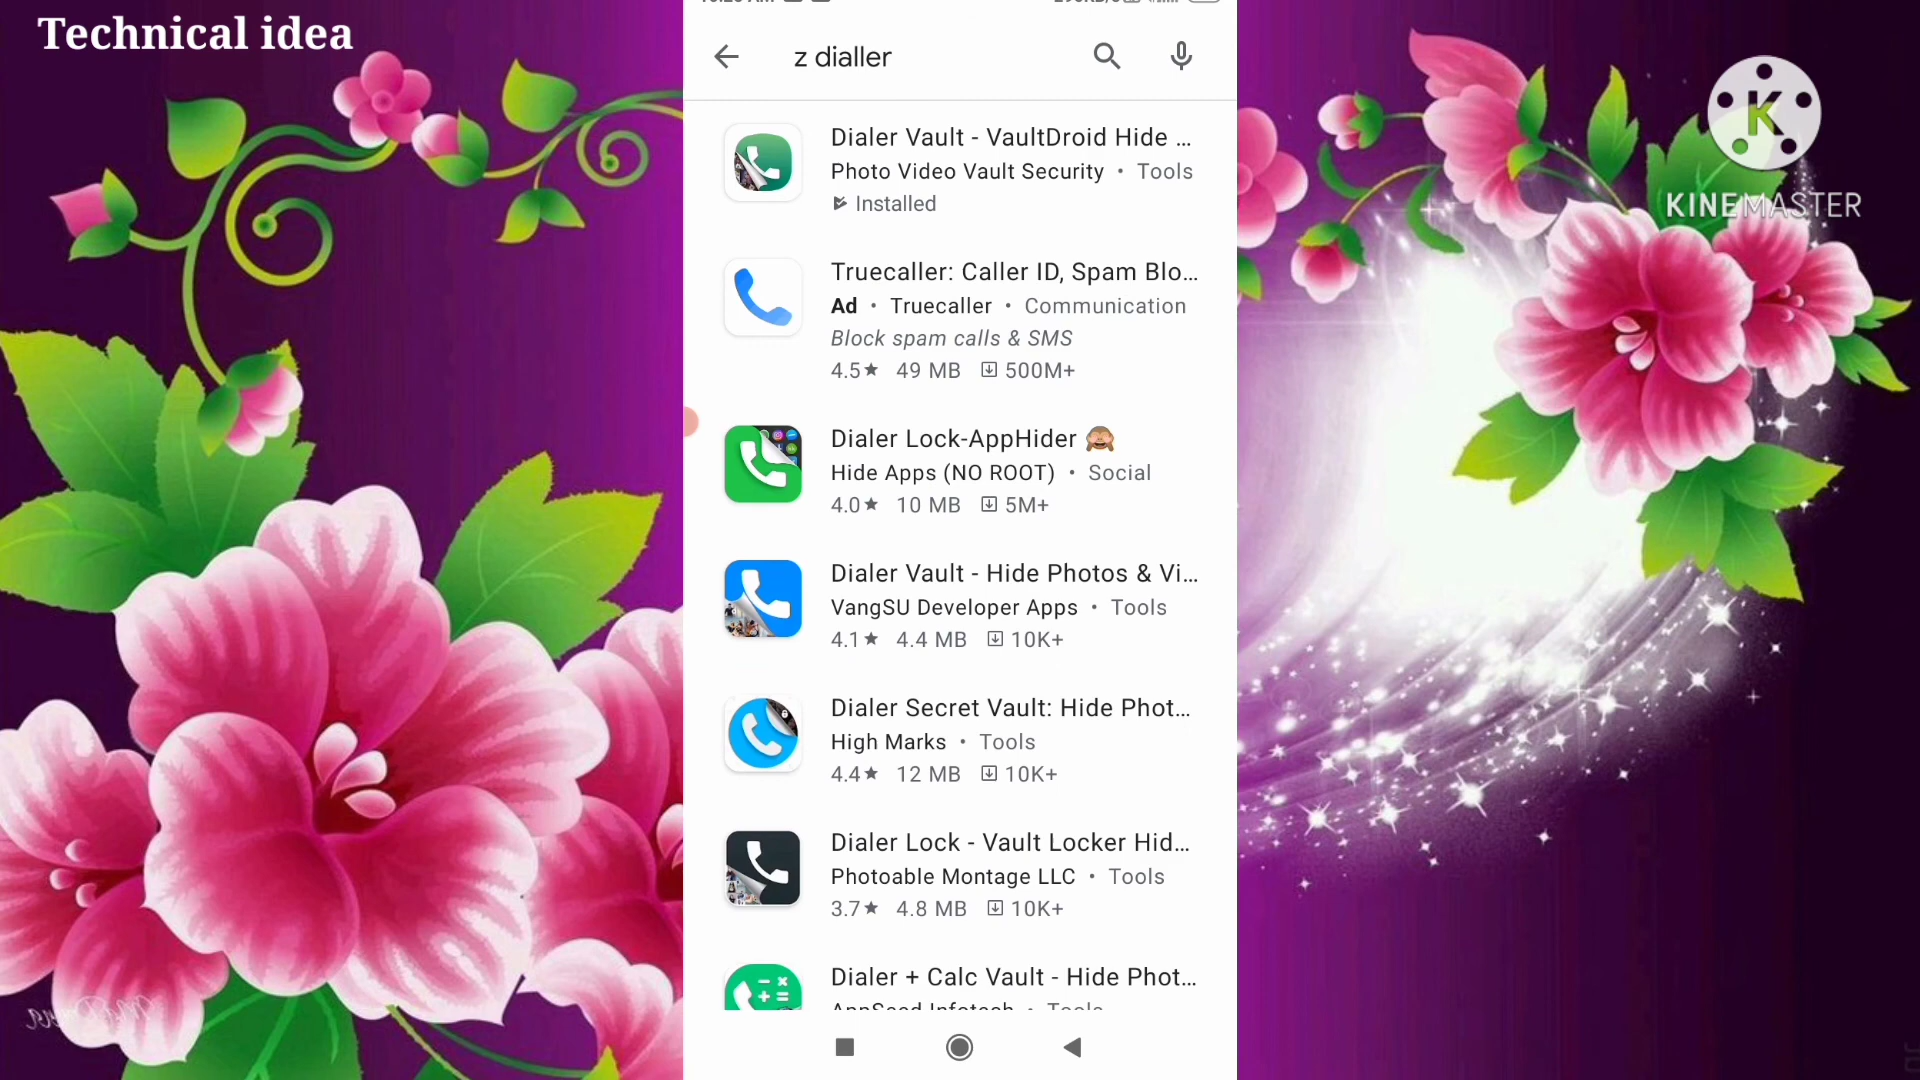 Technical idea
z dialler
Dialer Vault - VaultDroid Hide ...
Photo Video Vault Security • Tools
Installed
Truecaller: Caller ID, Spam Blo...
Ad • Truecaller • Communication
Block spam calls & SMS
4.5★ 49 MB 500M+
Dialer Lock-AppHider 🙈
Hide Apps (NO ROOT) • Social
4.0★ 10 MB 5M+
Dialer Vault - Hide Photos & Vi...
VangSU Developer Apps • Tools
4.1★ 4.4 MB 10K+
Dialer Secret Vault: Hide Phot...
High Marks • Tools
4.4★ 12 MB 10K+
Dialer Lock - Vault Locker Hid...
Photoable Montage LLC • Tools
3.7★ 4.8 MB 10K+
Dialer + Calc Vault - Hide Phot...
AppSeed Infotech • Tools
K
KINEMASTER